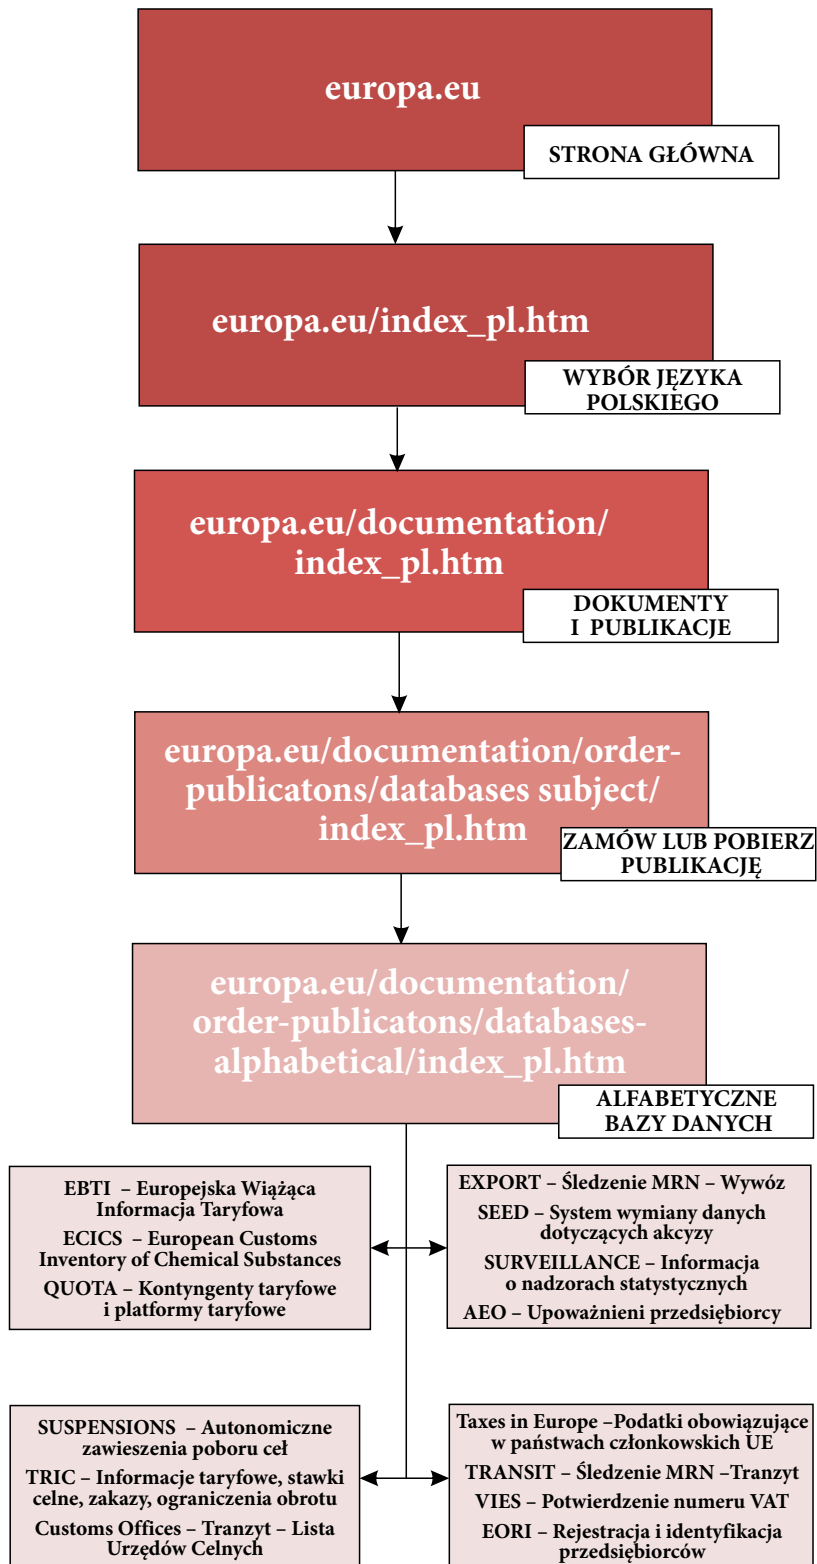 europa.eu
STRONA GŁÓWNA
europa.eu/index_pl.htm
WYBÓR JĘZYKA
POLSKIEGO
europa.eu/documentation/
index_pl.htm
DOKUMENTY
I PUBLIKACJE
europa.eu/documentation/order-
publicatons/databases subject/
index_pl.htm
ZAMÓW LUB POBIERZ
PUBLIKACJĘ
europa.eu/documentation/
order-publicatons/databases-
alphabetical/index_pl.htm
ALFABETYCZNE
BAZY DANYCH
EBTI – Europejska Wiążąca
Informacja Taryfowa
ECICS – European Customs
Inventory of Chemical Substances
QUOTA – Kontyngenty taryfowe
i platformy taryfowe
EXPORT – Śledzenie MRN – Wywóz
SEED – System wymiany danych
dotyczących akcyzy
SURVEILLANCE – Informacja
o nadzorach statystycznych
AEO – Upoważnieni przedsiębiorcy
SUSPENSIONS – Autonomiczne
zawieszenia poboru ceł
TRIC – Informacje taryfowe, stawki
celne, zakazy, ograniczenia obrotu
Customs Offices – Tranzyt – Lista
Urzędów Celnych
Taxes in Europe –Podatki obowiązujące
w państwach członkowskich UE
TRANSIT – Śledzenie MRN –Tranzyt
VIES – Potwierdzenie numeru VAT
EORI – Rejestracja i identyfikacja
przedsiębiorców